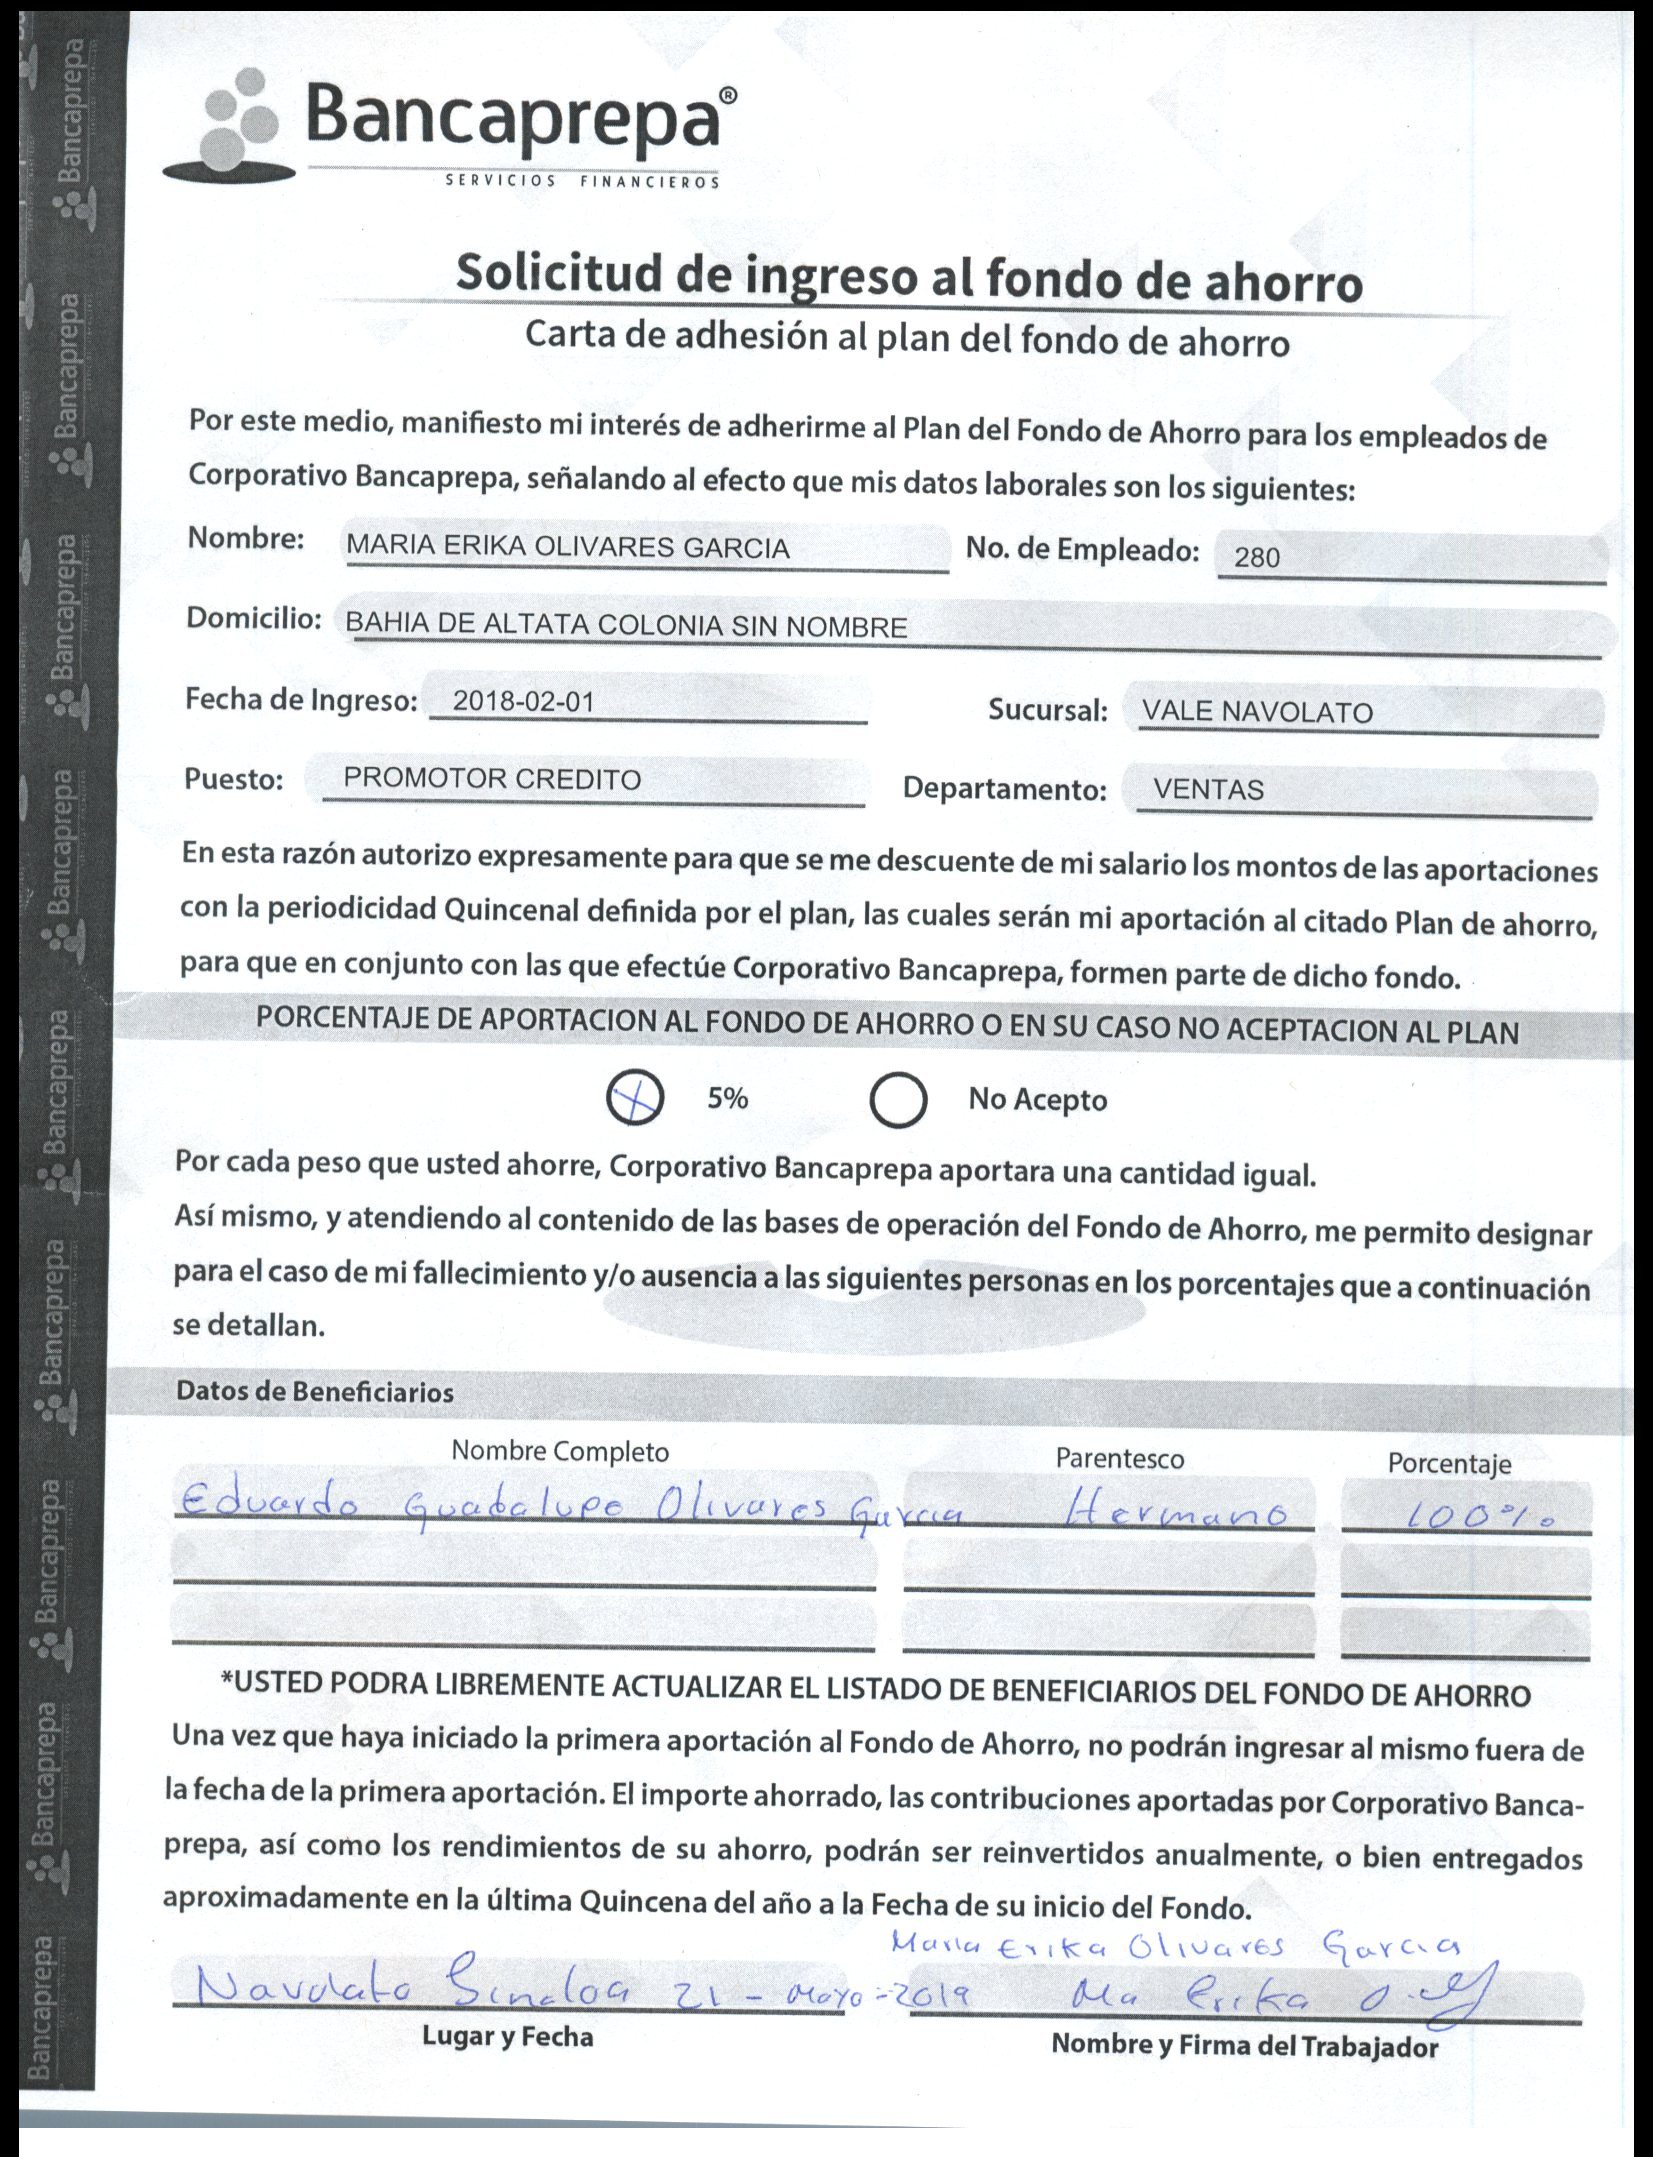 Bancaprepa®
SERVICIOS FINANCIEROS
Solicitud de ingreso al fondo de ahorro
Carta de adhesión al plan del fondo de ahorro
Por este medio, manifiesto mi interés de adherirme al Plan del Fondo de Ahorro para los empleados de
Corporativo Bancaprepa, señalando al efecto que mis datos laborales son los siguientes:
Nombre: MARIA ERIKA OLIVARES GARCIA No. de Empleado: 280
Domicilio: BAHIA DE ALTATA COLONIA SIN NOMBRE
Fecha de Ingreso: 2018-02-01 Sucursal: VALE NAVOLATO
Puesto: PROMOTOR CREDITO Departamento: VENTAS
En esta razón autorizo expresamente para que se me descuente de mi salario los montos de las aportaciones
con la periodicidad Quincenal definida por el plan, las cuales serán mi aportación al citado Plan de ahorro,
para que en conjunto con las que efectúe Corporativo Bancaprepa, formen parte de dicho fondo.
PORCENTAJE DE APORTACION AL FONDO DE AHORRO O EN SU CASO NO ACEPTACION AL PLAN
5% No Acepto
Por cada peso que usted ahorre, Corporativo Bancaprepa aportara una cantidad igual.
Así mismo, y atendiendo al contenido de las bases de operación del Fondo de Ahorro, me permito designar
para el caso de mi fallecimiento y/o ausencia a las siguientes personas en los porcentajes que a continuación
se detallan.
Datos de Beneficiarios
Nombre Completo Parentesco Porcentaje
Eduardo Guadalupe Olivares Garcia Hermano 100%
*USTED PODRA LIBREMENTE ACTUALIZAR EL LISTADO DE BENEFICIARIOS DEL FONDO DE AHORRO
Una vez que haya iniciado la primera aportación al Fondo de Ahorro, no podrán ingresar al mismo fuera de
la fecha de la primera aportación. El importe ahorrado, las contribuciones aportadas por Corporativo Banca-
prepa, así como los rendimientos de su ahorro, podrán ser reinvertidos anualmente, o bien entregados
aproximadamente en la última Quincena del año a la Fecha de su inicio del Fondo.
Maria Erika Olivares Garcia
Navolato Sinaloa 21 - Mayo - 2019 Ma Erika O.
Lugar y Fecha Nombre y Firma del Trabajador